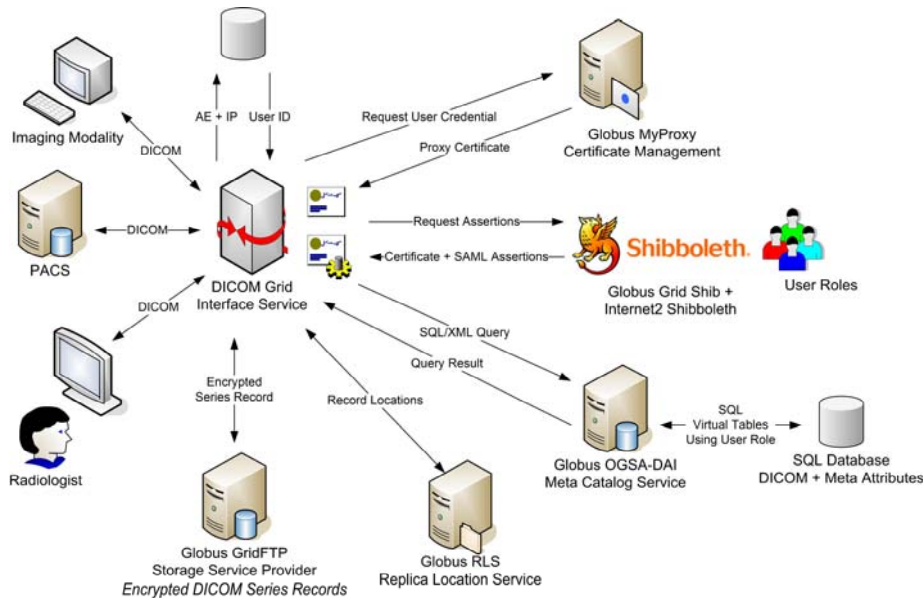 AE + IP
User ID
Request User Credential
Imaging Modality
Globus MyProxy
Certificate Management
DICOM
Proxy Certificate
DICOM
Request Assertions
Shibboleth.
Certificate + SAML Assertions
PACS
DICOM Grid
Interface Service
Globus Grid Shib +
Internet2 Shibboleth
User Roles
DICOM
SQL/XML Query
Query Result
Encrypted
Series Record
Record Locations
SQL
Virtual Tables
Using User Role
Radiologist
Globus OGSA-DAI
Meta Catalog Service
SQL Database
DICOM + Meta Attributes
Globus GridFTP
Storage Service Provider
Encrypted DICOM Series Records
Globus RLS
Replica Location Service